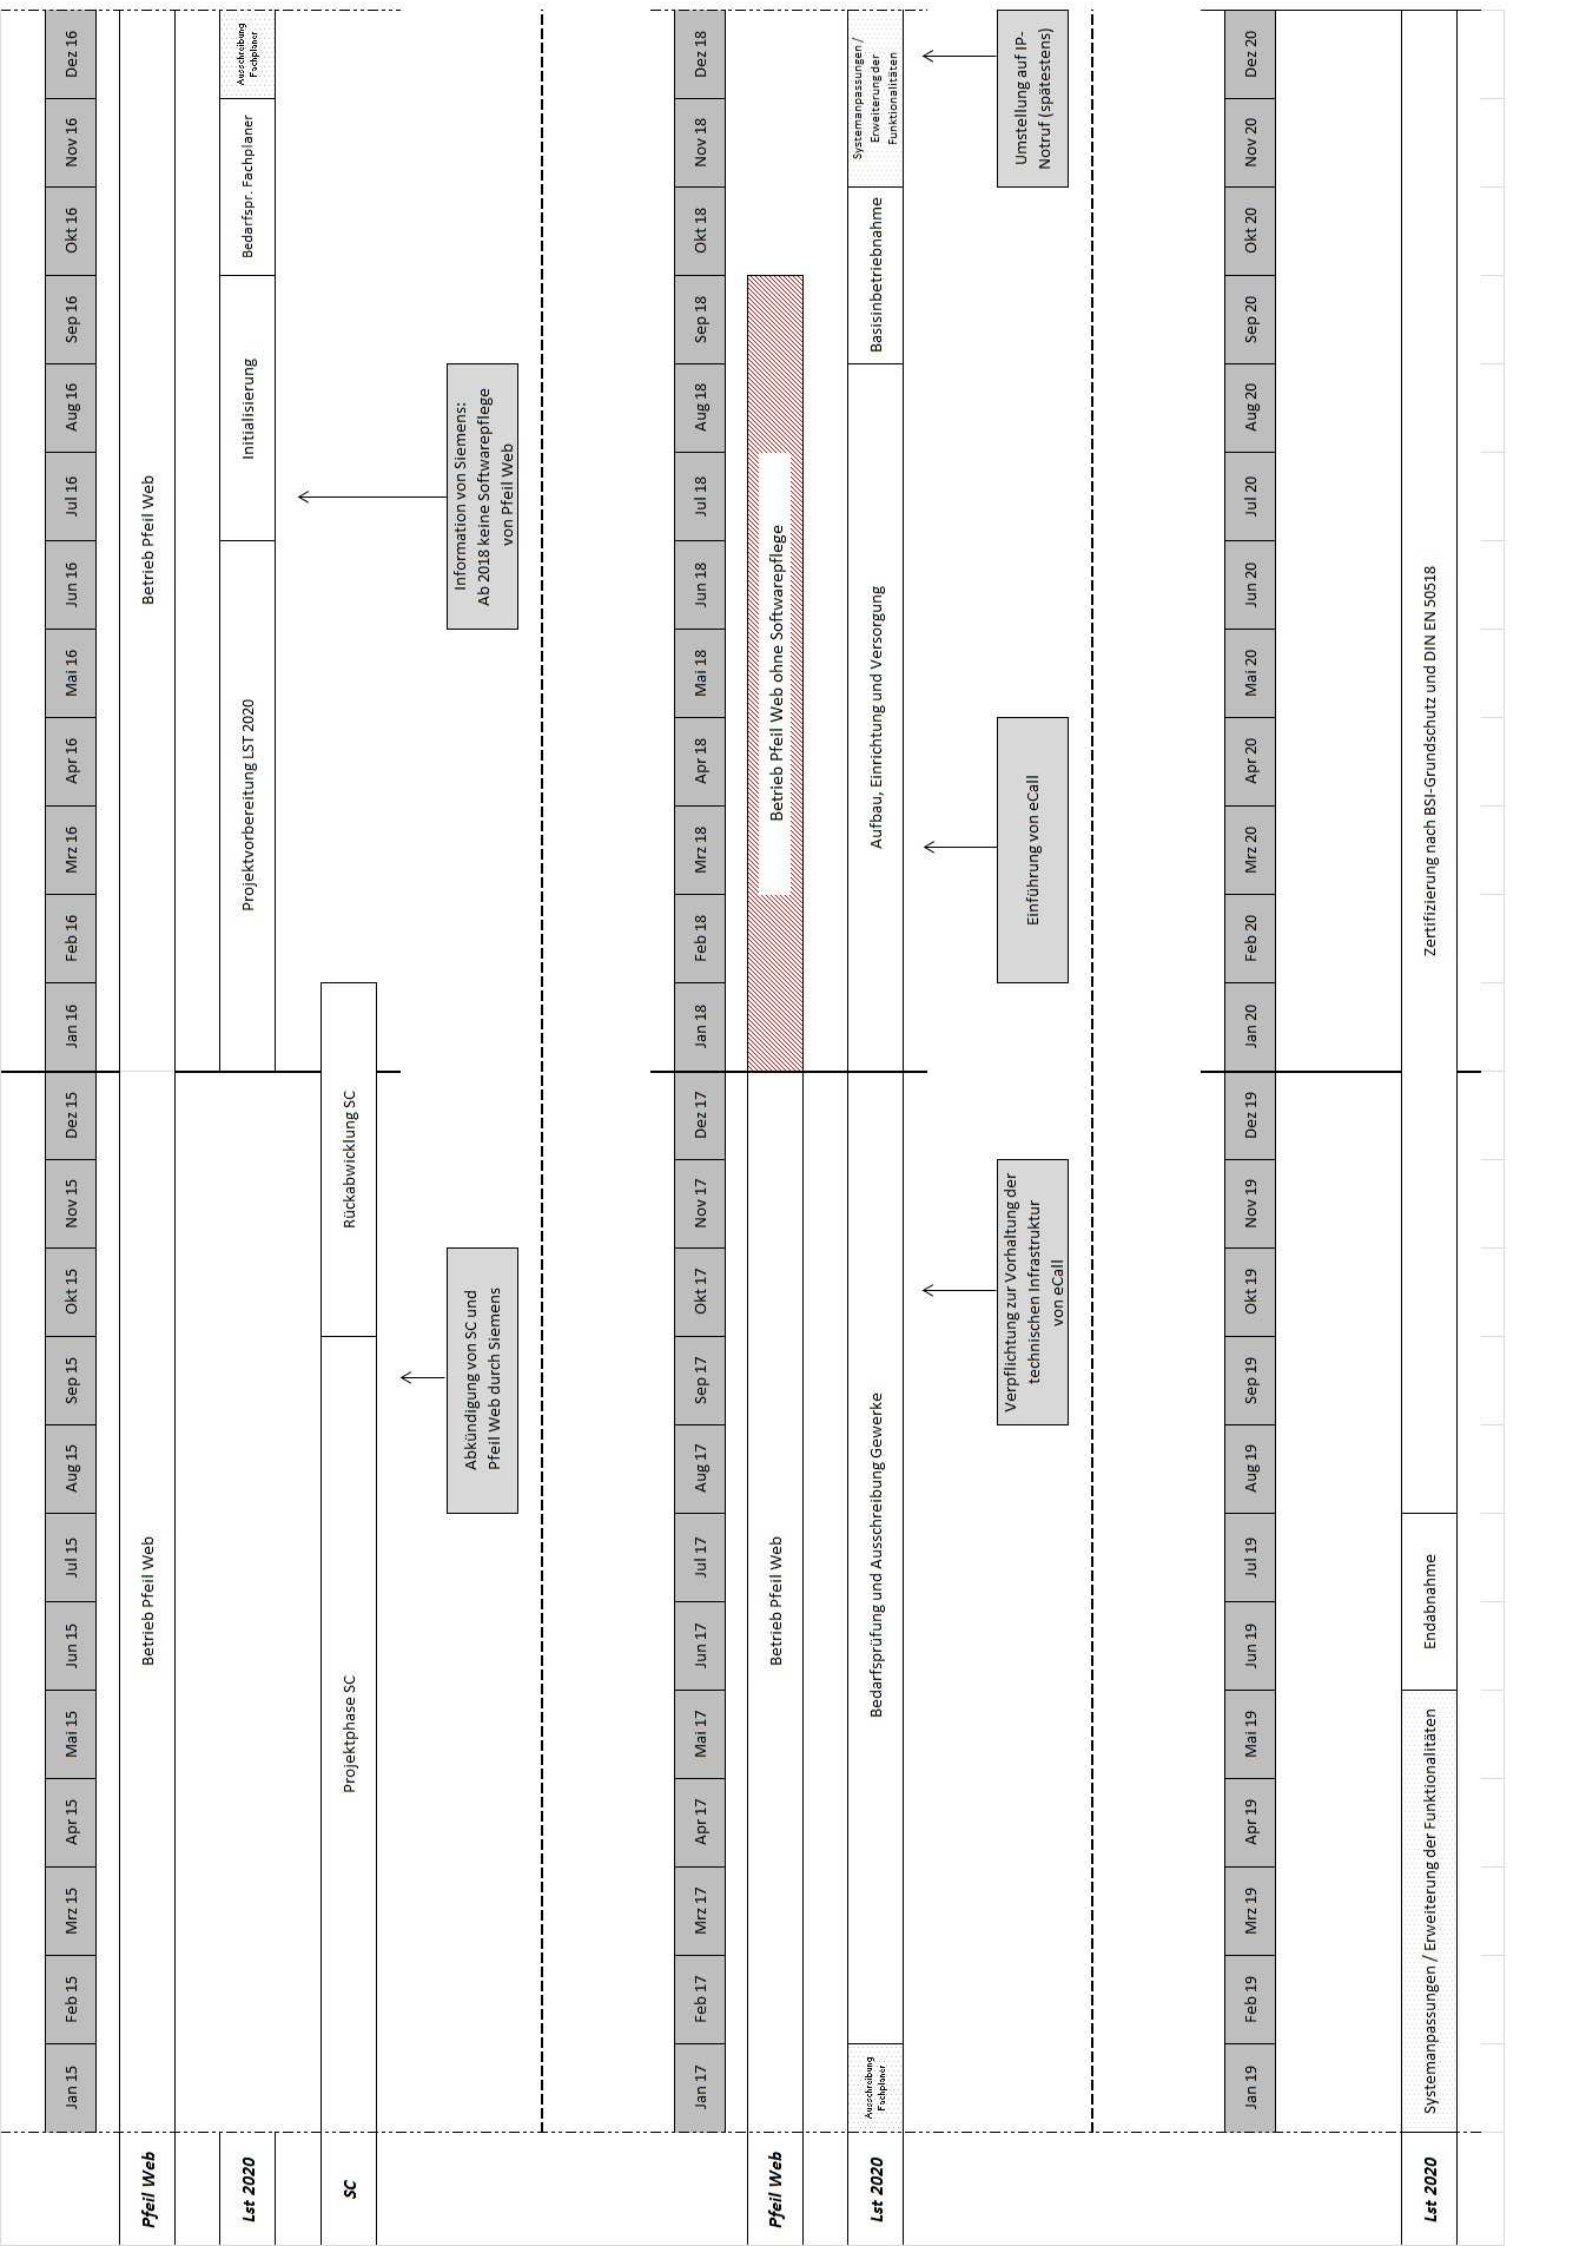 Jan 15 Feb 15 Mrz 15 Apr 15 Mai 15 Jun 15 Jul 15 Aug 15 Sep 15 Okt 15 Nov 15 Dez 15 Jan 16 Feb 16 Mrz 16 Apr 16 Mai 16 Jun 16 Jul 16 Aug 16 Sep 16 Okt 16 Nov 16 Dez 16
Pfeil Web Betrieb Pfeil Web Betrieb Pfeil Web
Lst 2020 Projektvorbereitung LST 2020 Initialisierung Bedarfspr. Fachplaner
Ausschreibung
Fachplaner
SC Projektphase SC Rückabwicklung SC
Abkündigung von SC und
Pfeil Web durch Siemens
Information von Siemens:
Ab 2018 keine Softwarepflege
von Pfeil Web
Jan 17 Feb 17 Mrz 17 Apr 17 Mai 17 Jun 17 Jul 17 Aug 17 Sep 17 Okt 17 Nov 17 Dez 17 Jan 18 Feb 18 Mrz 18 Apr 18 Mai 18 Jun 18 Jul 18 Aug 18 Sep 18 Okt 18 Nov 18 Dez 18
Pfeil Web Betrieb Pfeil Web Betrieb Pfeil Web ohne Softwarepflege
Lst 2020
Ausschreibung
Fachplaner
Bedarfsprüfung und Ausschreibung Gewerke Aufbau, Einrichtung und Versorgung Basisinbetriebnahme
Systemanpassungen /
Erweiterung der
Funktionalitäten
Verpflichtung zur Vorhaltung der
technischen Infrastruktur
von eCall
Einführung von eCall
Umstellung auf IP-
Notruf (spätestens)
Jan 19 Feb 19 Mrz 19 Apr 19 Mai 19 Jun 19 Jul 19 Aug 19 Sep 19 Okt 19 Nov 19 Dez 19 Jan 20 Feb 20 Mrz 20 Apr 20 Mai 20 Jun 20 Jul 20 Aug 20 Sep 20 Okt 20 Nov 20 Dez 20
Lst 2020 Systemanpassungen / Erweiterung der Funktionalitäten Endabnahme Zertifizierung nach BSI-Grundschutz und DIN EN 50518